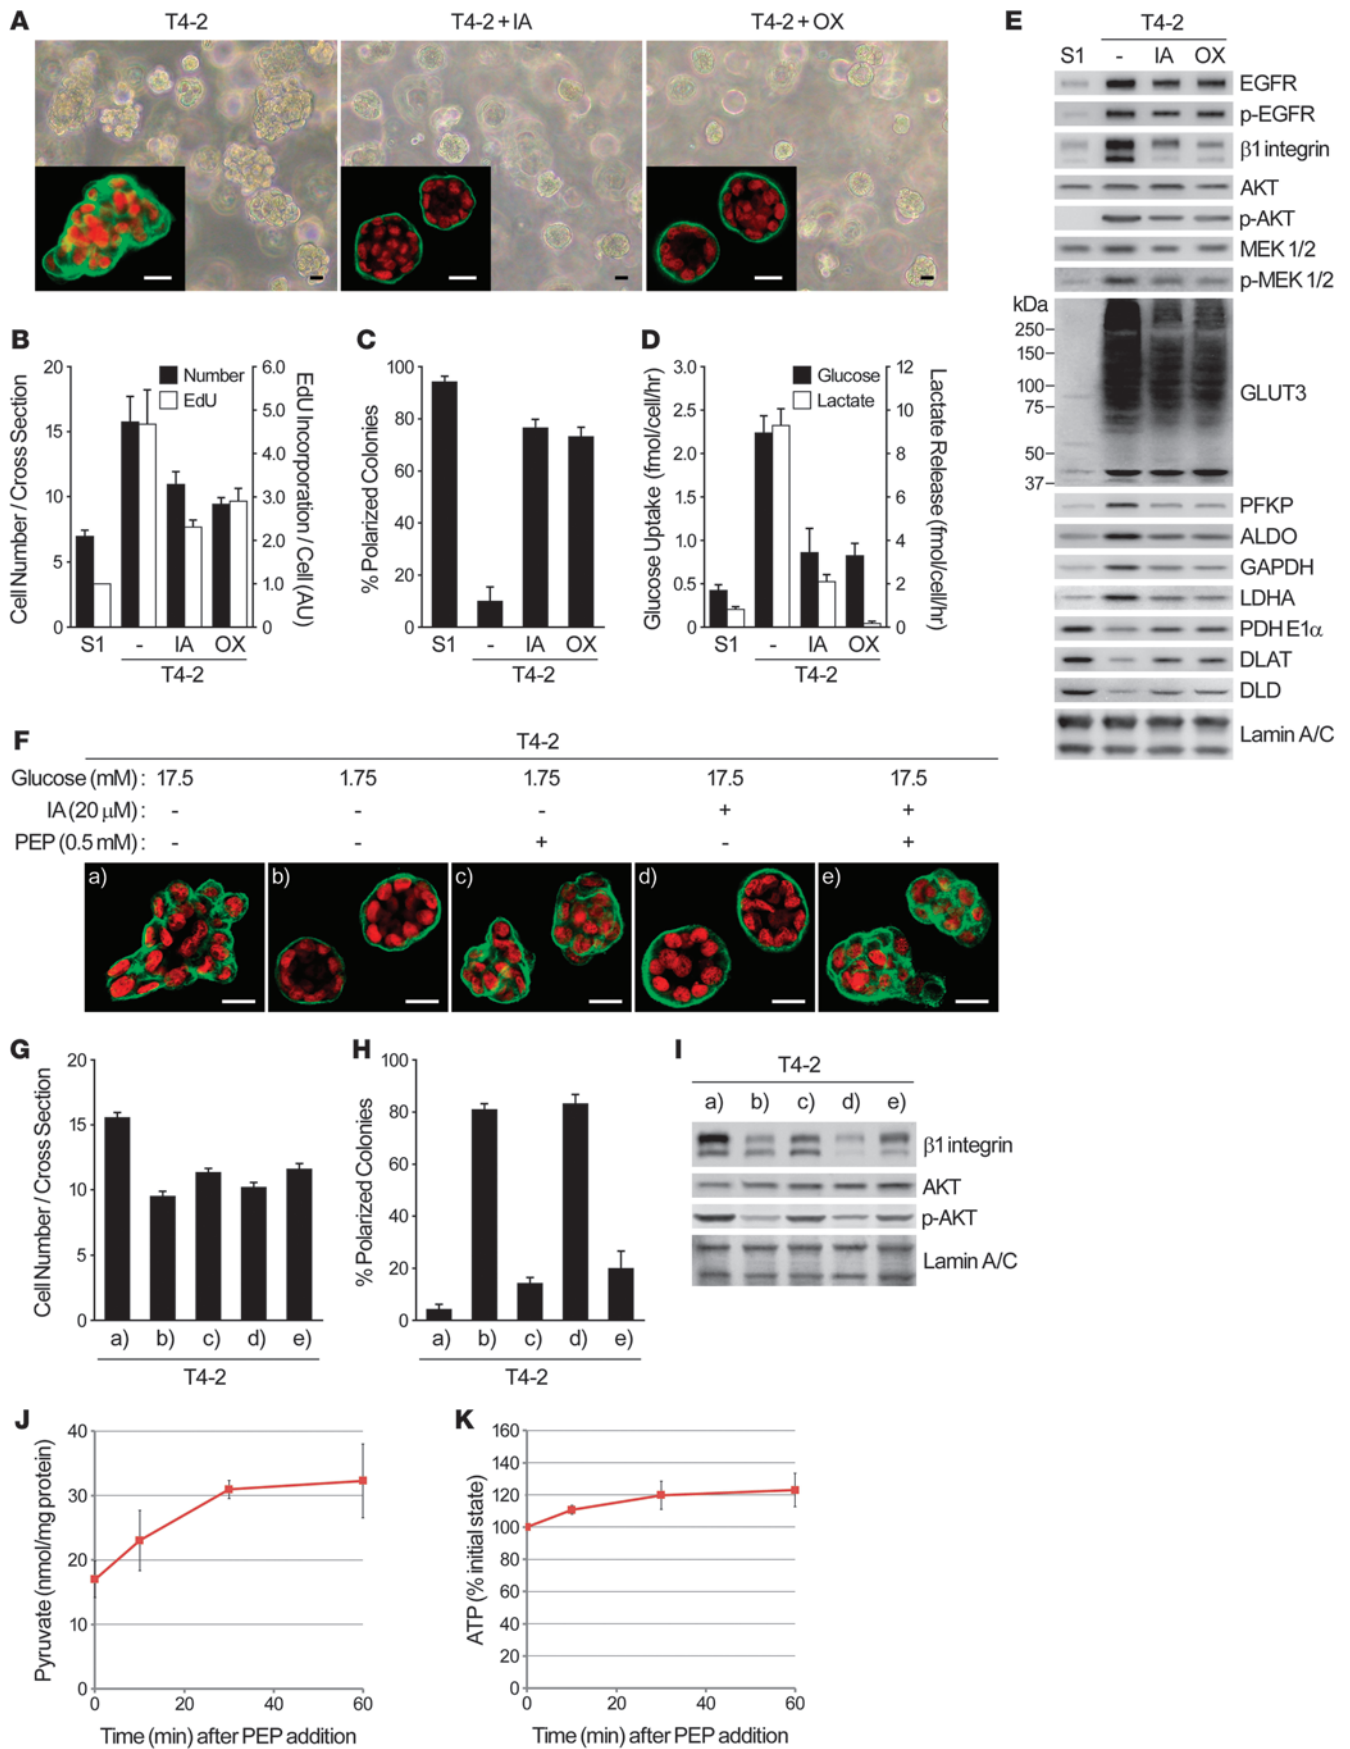 A
T4-2
T4-2 + IA
T4-2 + OX
B
Cell Number / Cross Section
20
15
10
5
0
Number
EdU
6.0
5.0
4.0
3.0
2.0
1.0
0
EdU Incorporation / Cell (AU)
S1 - IA OX
T4-2
C
% Polarized Colonies
100
80
60
40
20
0
S1 - IA OX
T4-2
D
Glucose Uptake (fmol/cell/hr)
3.0
2.5
2.0
1.5
1.0
0.5
0
Glucose
Lactate
12
10
8
6
4
2
0
Lactate Release (fmol/cell/hr)
S1 - IA OX
T4-2
E
T4-2
S1 - IA OX
EGFR
p-EGFR
β1 integrin
AKT
p-AKT
MEK 1/2
p-MEK 1/2
kDa
250
150
100
75
50
37
GLUT3
PFKP
ALDO
GAPDH
LDHA
PDH E1α
DLAT
DLD
Lamin A/C
F
T4-2
Glucose (mM) : 17.5 1.75 1.75 17.5 17.5
IA (20 μM) : - - - + +
PEP (0.5 mM) : - - + - +
a) b) c) d) e)
G
Cell Number / Cross Section
20
15
10
5
0
a) b) c) d) e)
T4-2
H
% Polarized Colonies
100
80
60
40
20
0
a) b) c) d) e)
T4-2
I
T4-2
a) b) c) d) e)
β1 integrin
AKT
p-AKT
Lamin A/C
J
Pyruvate (nmol/mg protein)
40
30
20
10
0
0 20 40 60
Time (min) after PEP addition
K
ATP (% initial state)
160
140
120
100
80
60
40
20
0
0 20 40 60
Time (min) after PEP addition